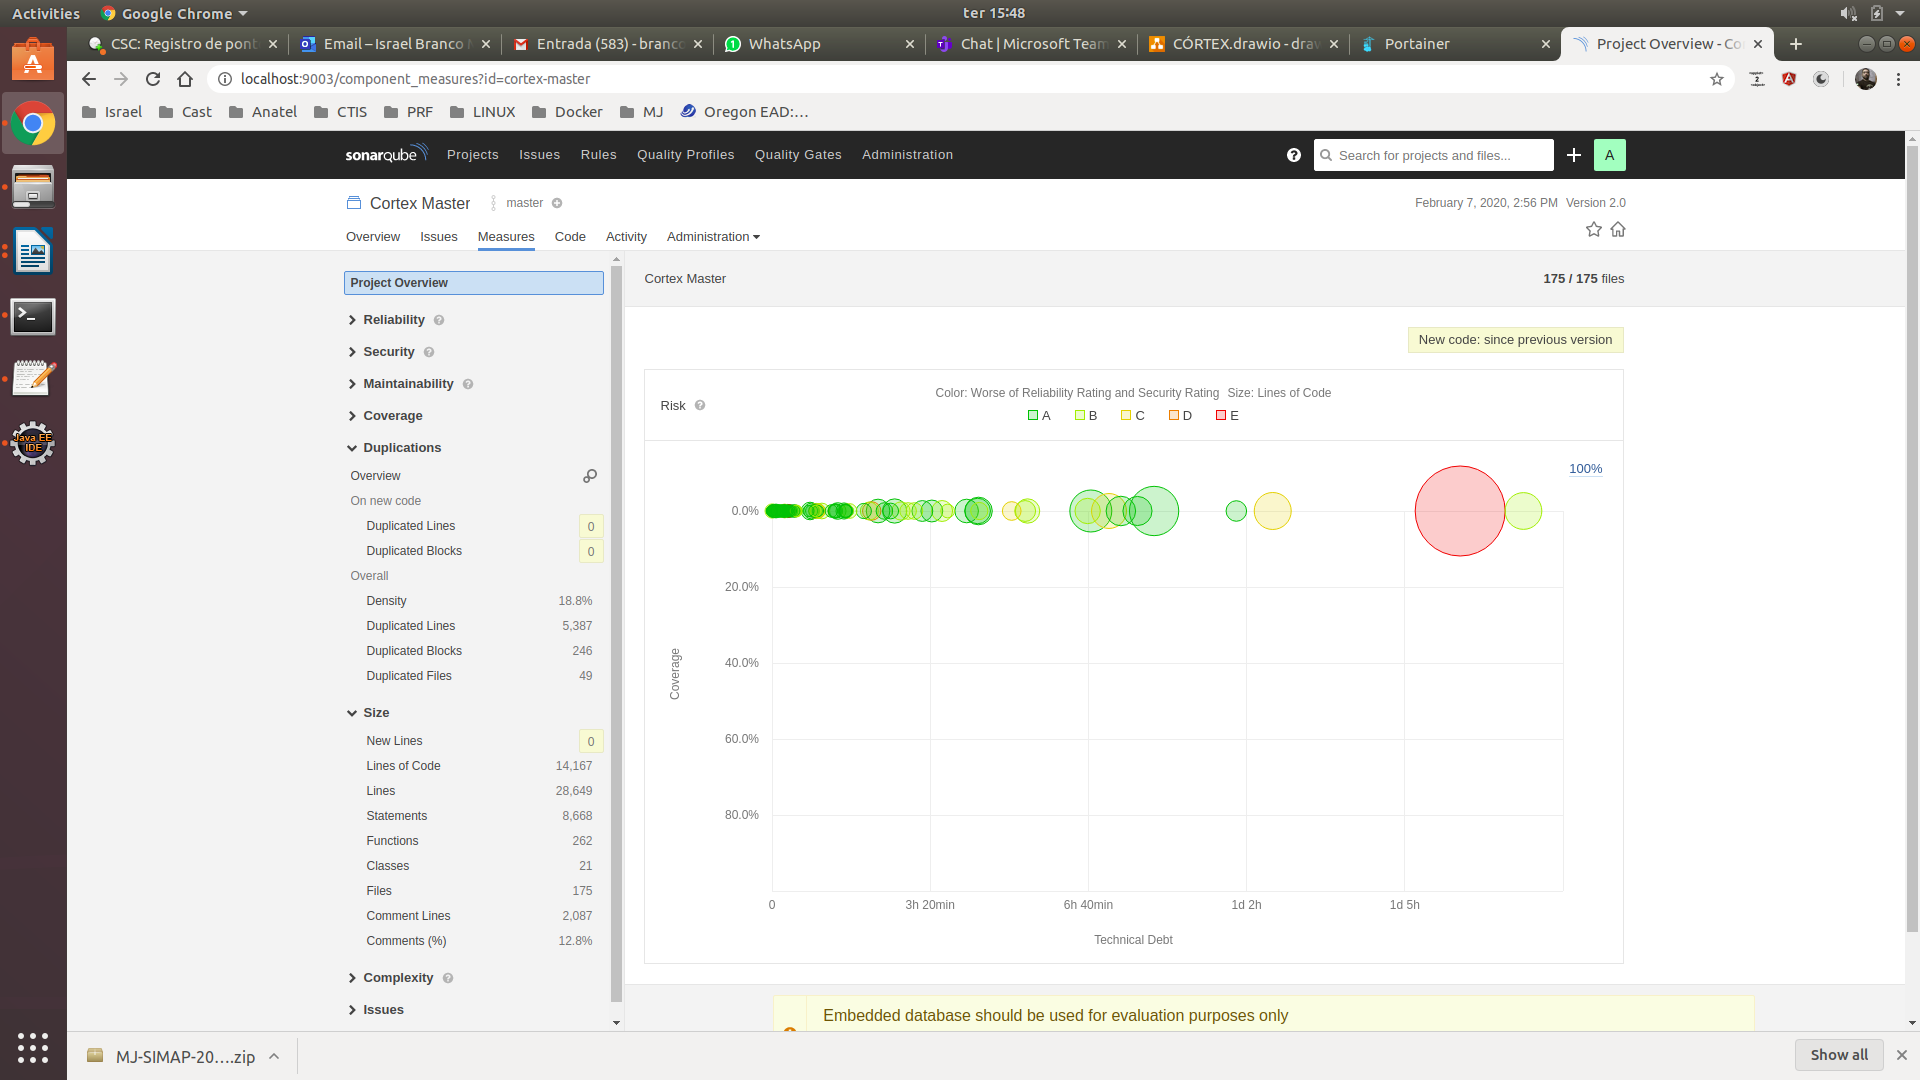 Activities
Google Chrome
ter 15:48
CSC: Registro de pont
Email – Israel Branco
Entrada (583) - branco
WhatsApp
Chat | Microsoft Team
CÓRTEX.drawio - draw
Portainer
Project Overview - Co
localhost:9003/component_measures?id=cortex-master
Israel
Cast
Anatel
CTIS
PRF
LINUX
Docker
MJ
Oregon EAD:...
sonarqube
Projects
Issues
Rules
Quality Profiles
Quality Gates
Administration
Search for projects and files...
A
Cortex Master
master
February 7, 2020, 2:56 PM Version 2.0
Overview
Issues
Measures
Code
Activity
Administration
Project Overview
Reliability
Security
Maintainability
Coverage
Duplications
Overview
On new code
Duplicated Lines 0
Duplicated Blocks 0
Overall
Density 18.8%
Duplicated Lines 5,387
Duplicated Blocks 246
Duplicated Files 49
Size
New Lines 0
Lines of Code 14,167
Lines 28,649
Statements 8,668
Functions 262
Classes 21
Files 175
Comment Lines 2,087
Comments (%) 12.8%
Complexity
Issues
Cortex Master
175 / 175 files
New code: since previous version
Risk
Color: Worse of Reliability Rating and Security Rating Size: Lines of Code
A B C D E
100%
0.0%
20.0%
40.0%
60.0%
80.0%
Coverage
0 3h 20min 6h 40min 1d 2h 1d 5h
Technical Debt
Embedded database should be used for evaluation purposes only
Java EE
IDE
MJ-SIMAP-20....zip
Show all